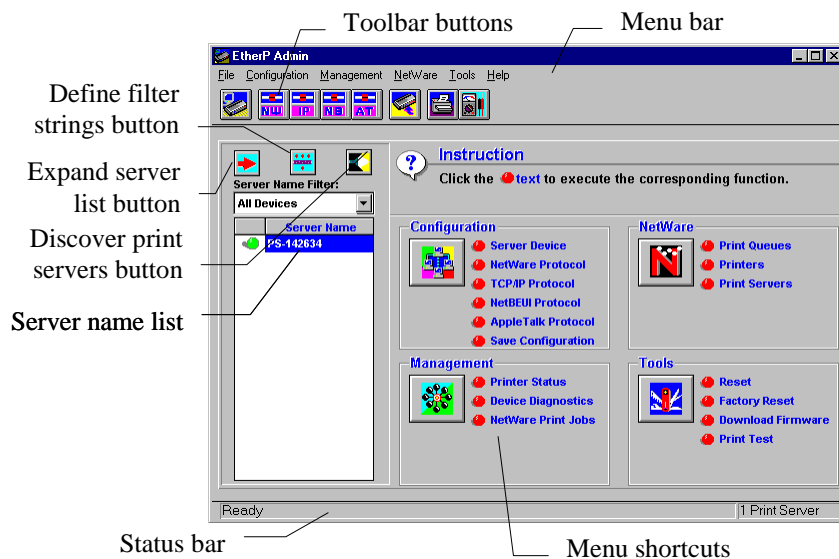 Toolbar buttons
Menu bar
EtherP Admin
File Configuration Management NetWare Tools Help
NW IP NB AT
Define filter
strings button
Expand server
list button
Discover print
servers button
Server name list
Server Name Filter:
All Devices
Server Name
PS-142634
?
Instruction
Click the text to execute the corresponding function.
Configuration
Server Device
NetWare Protocol
TCP/IP Protocol
NetBEUI Protocol
AppleTalk Protocol
Save Configuration
NetWare
N
Print Queues
Printers
Print Servers
Management
Printer Status
Device Diagnostics
NetWare Print Jobs
Tools
Reset
Factory Reset
Download Firmware
Print Test
Ready
1 Print Server
Status bar
Menu shortcuts